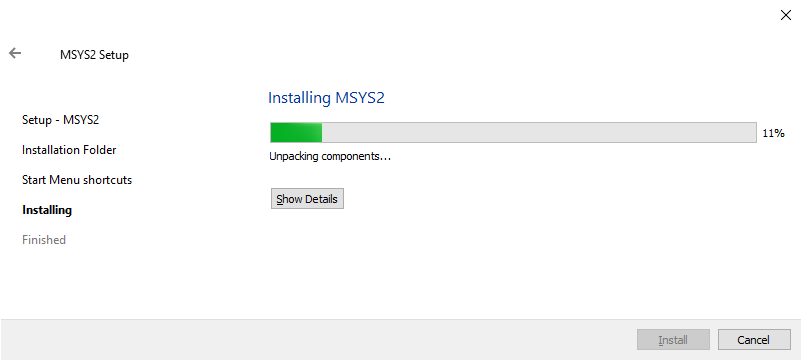 MSYS2 Setup
Setup - MSYS2
Installation Folder
Start Menu shortcuts
Installing
Finished
Installing MSYS2
11%
Unpacking components...
Show Details
Install
Cancel